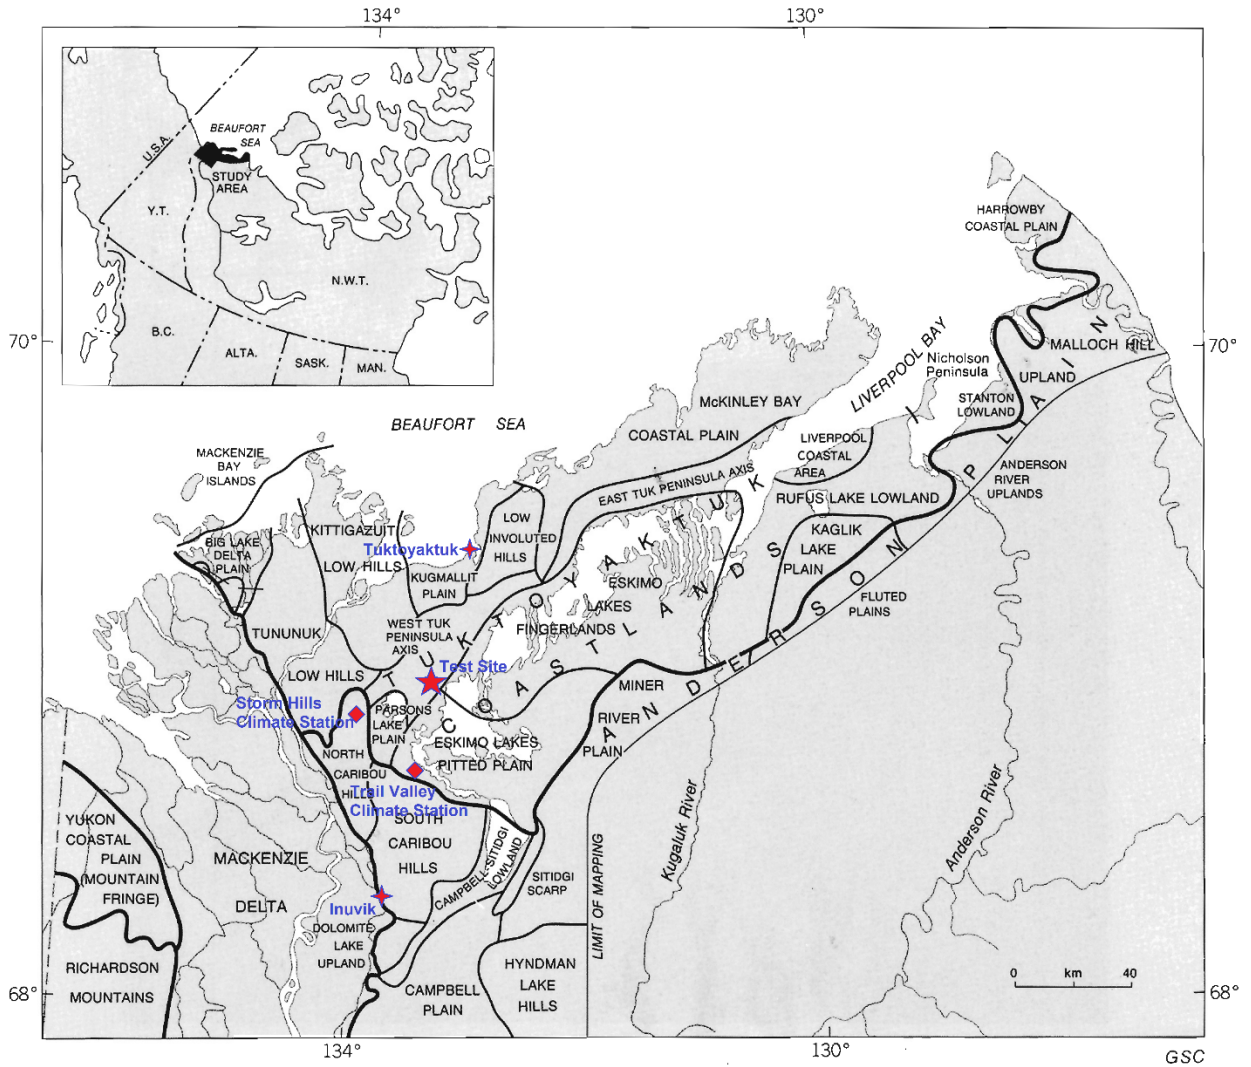 134°
130°
BEAUFORT
SEA
U.S.A.
STUDY
AREA
Y.T.
N.W.T.
B.C.
ALTA.
SASK.
MAN.
HARROWBY
COASTAL PLAIN
70°
70°
MALLOCH HILL
UPLAND
Nicholson
Peninsula
LIVERPOOL BAY
STANTON
LOWLAND
McKINLEY BAY
COASTAL PLAIN
BEAUFORT SEA
LIVERPOOL
COASTAL
AREA
MACKENZIE
BAY
ISLANDS
EAST TUK PENINSULA AXIS
RUFUS LAKE LOWLAND
ANDERSON
RIVER
UPLANDS
KITTIGAZUIT
LOW HILLS
LOW
INVOLUTED
HILLS
KAGLIK
LAKE
PLAIN
BIG LAKE
DELTA
PLAIN
Tuktoyaktuk
KUGMALLIT
PLAIN
ESKIMO
LAKES
FINGERLANDS
FLUTED
PLAINS
TUKTOYAKTUK
COASTLANDS
ANDERSON PLAIN
TUNUNUK
LOW HILLS
WEST TUK
PENINSULA
AXIS
Test Site
MINER
RIVER
PLAIN
Storm Hills
Climate Station
PARSONS
LAKE
PLAIN
ESKIMO LAKES
PITTED PLAIN
NORTH
CARIBOU
HILLS
Trail Valley
Climate Station
SOUTH
CARIBOU
HILLS
YUKON
COASTAL
PLAIN
(MOUNTAIN
FRINGE)
MACKENZIE
DELTA
CAMPBELL-SITIDGI
LOWLAND
SITIDGI
SCARP
LIMIT OF MAPPING
Kugaluk River
Anderson River
Inuvik
DOLOMITE
LAKE
UPLAND
RICHARDSON
MOUNTAINS
CAMPBELL
PLAIN
HYNDMAN
LAKE
HILLS
0 km 40
68°
68°
134°
130°
GSC